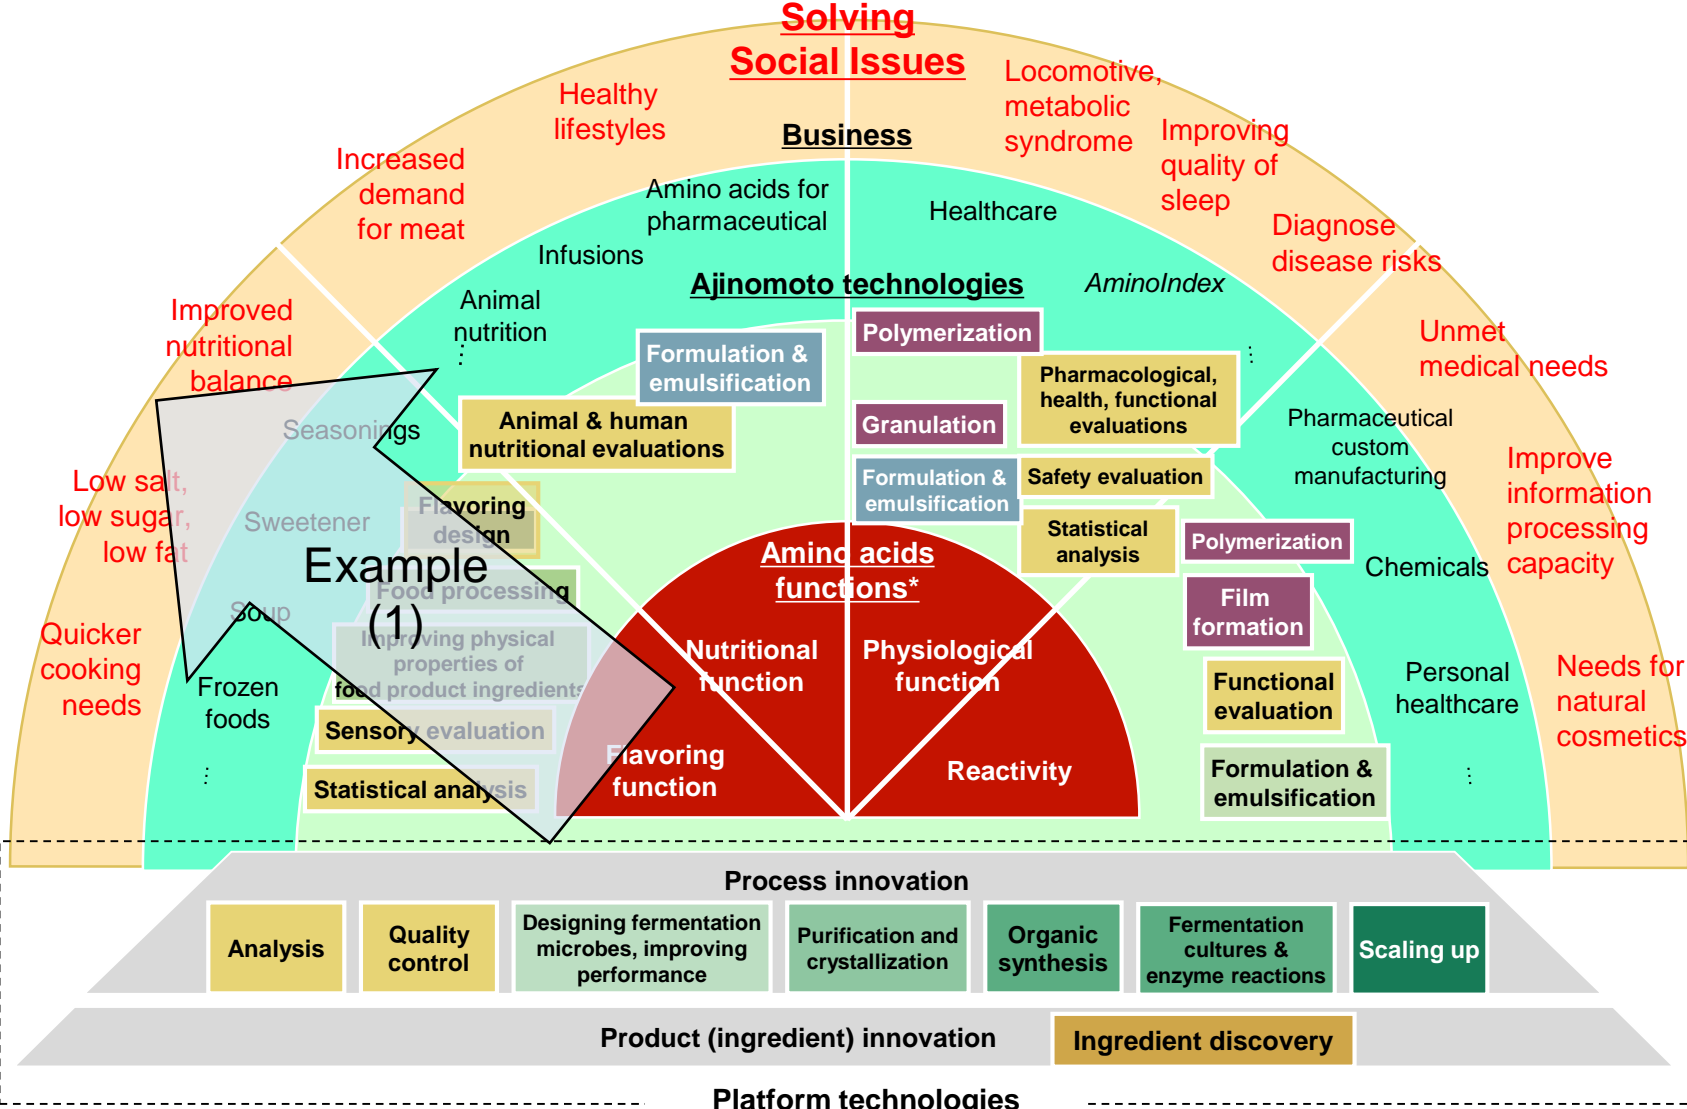 Solving
Social Issues
Healthy
lifestyles
Increased
demand
for meat
Improved
nutritional
balance
Low salt,
low sugar,
low fat
Quicker
cooking
needs
Locomotive,
metabolic
syndrome
Improving
quality of
sleep
Diagnose
disease risks
Unmet
medical needs
Improve
information
processing
capacity
Needs for
natural
cosmetics
Business
Amino acids for
pharmaceutical
Infusions
Animal
nutrition
...
Seasonings
Sweetener
Soup
Frozen
foods
...
Healthcare
AminoIndex
...
Pharmaceutical
custom
manufacturing
Chemicals
Personal
healthcare
...
Ajinomoto technologies
Formulation &
emulsification
Animal & human
nutritional evaluations
Flavoring
design
Food processing
Improving physical
properties of
food product ingredients
Sensory evaluation
Statistical analysis
Example
(1)
Polymerization
Pharmacological,
health, functional
evaluations
Granulation
Formulation &
emulsification
Safety evaluation
Statistical
analysis
Polymerization
Film
formation
Functional
evaluation
Formulation &
emulsification
Amino acids
functions*
Nutritional
function
Physiological
function
Flavoring
function
Reactivity
Process innovation
Analysis
Quality
control
Designing fermentation
microbes, improving
performance
Purification and
crystallization
Organic
synthesis
Fermentation
cultures &
enzyme reactions
Scaling up
Product (ingredient) innovation
Ingredient discovery
Platform technologies